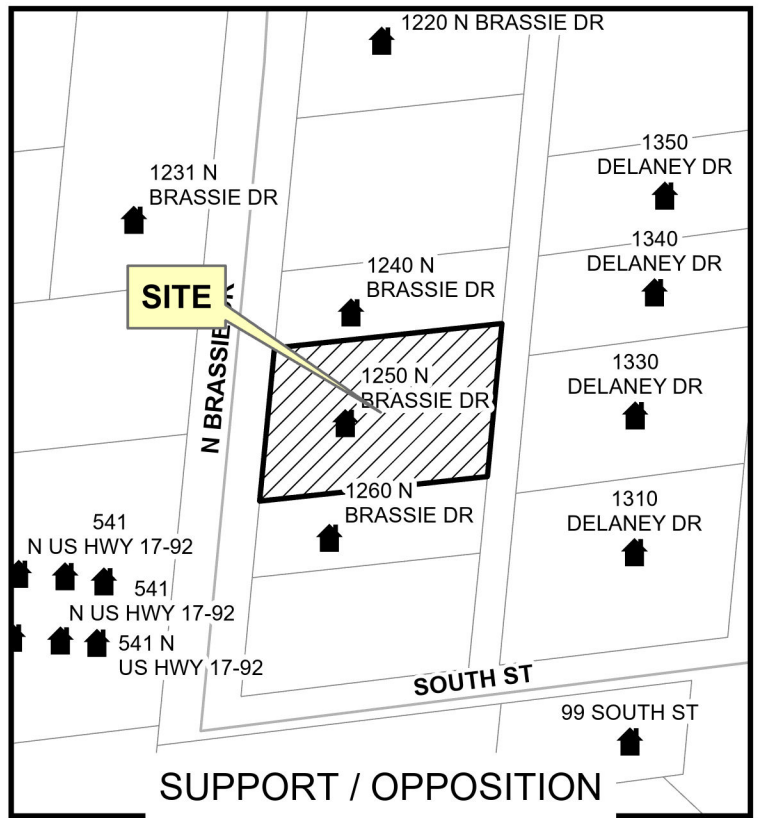 1220 N BRASSIE DR
1350
DELANEY DR
1231 N
BRASSIE DR
1340
DELANEY DR
1240 N
BRASSIE DR
SITE
N BRASSIE
1250 N
BRASSIE DR
1330
DELANEY DR
1260 N
BRASSIE DR
1310
DELANEY DR
541
N US HWY 17-92
541
N US HWY 17-92
541 N
US HWY 17-92
SOUTH ST
99 SOUTH ST
SUPPORT / OPPOSITION